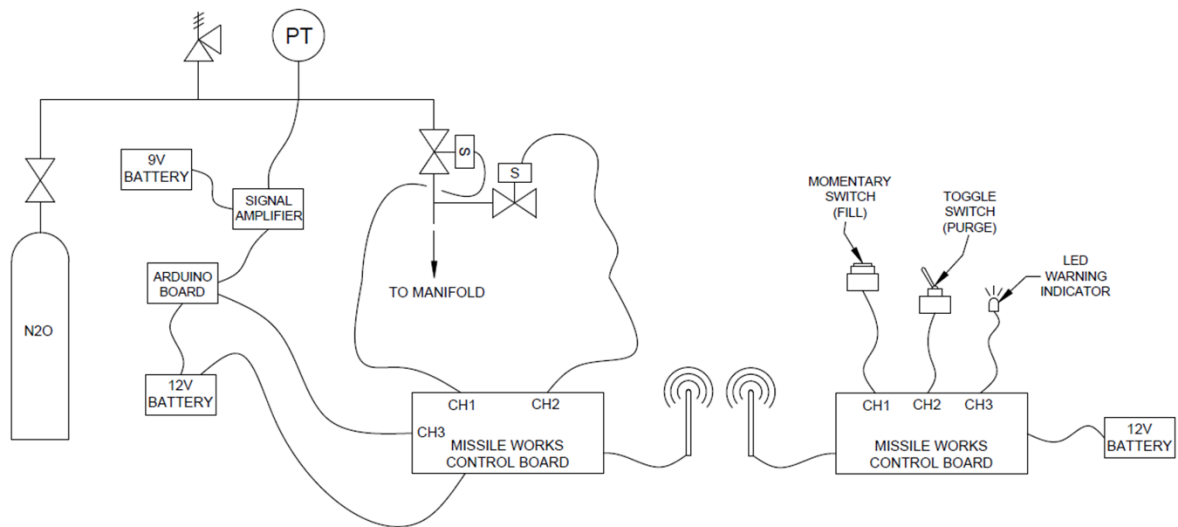 PT
S
S
9V
BATTERY
SIGNAL
AMPLIFIER
ARDUINO
BOARD
N2O
12V
BATTERY
TO MANIFOLD
CH1
CH2
CH3
MISSILE WORKS
CONTROL BOARD
MOMENTARY
SWITCH
(FILL)
TOGGLE
SWITCH
(PURGE)
LED
WARNING
INDICATOR
CH1
CH2
CH3
MISSILE WORKS
CONTROL BOARD
12V
BATTERY